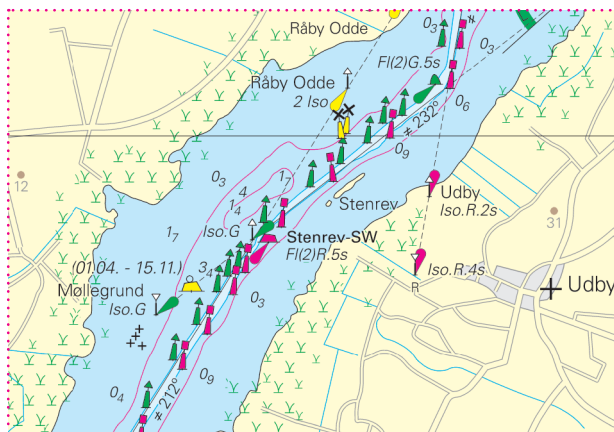 Råby Odde
0₃
0₃
Råby Odde
2 Iso
Fl(2)G.5s
0₆
232°
0₉
12
0₃
1₇
4
1₄
Stenrev
Udby
Iso.R.2s
31
1₇
Iso.G
Stenrev-SW
Fl(2)R.5s
(01.04. - 15.11.)
3₄
Iso.R.4s
R
Møllegrund
Iso.G
0₃
Udby
0₉
0₄
212°